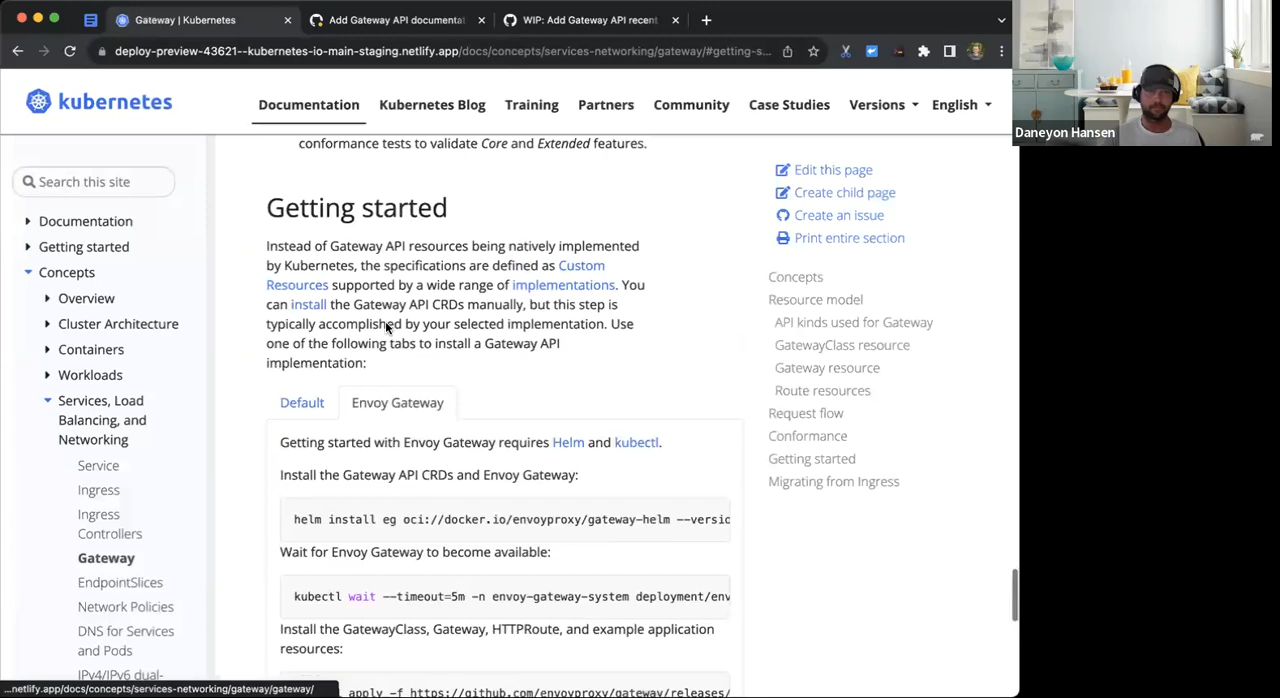 Gateway | Kubernetes
Add Gateway API documentat
WIP: Add Gateway API recent
deploy-preview-43621--kubernetes-io-main-staging.netlify.app/docs/concepts/services-networking/gateway/#getting-s...
kubernetes
Documentation
Kubernetes Blog
Training
Partners
Community
Case Studies
Versions
English
Daneyon Hansen
Search this site
Documentation
Getting started
Concepts
Overview
Cluster Architecture
Containers
Workloads
Services, Load
Balancing, and
Networking
Service
Ingress
Ingress
Controllers
Gateway
EndpointSlices
Network Policies
DNS for Services
and Pods
IPv4/IPv6 dual-
...netlify.app/docs/concepts/services-networking/gateway/gateway/
conformance tests to validate Core and Extended features.
Getting started
Instead of Gateway API resources being natively implemented
by Kubernetes, the specifications are defined as Custom
Resources supported by a wide range of implementations. You
can install the Gateway API CRDs manually, but this step is
typically accomplished by your selected implementation. Use
one of the following tabs to install a Gateway API
implementation:
Default
Envoy Gateway
Getting started with Envoy Gateway requires Helm and kubectl.
Install the Gateway API CRDs and Envoy Gateway:
helm install eg oci://docker.io/envoyproxy/gateway-helm --versio
Wait for Envoy Gateway to become available:
kubectl wait --timeout=5m -n envoy-gateway-system deployment/env
Install the GatewayClass, Gateway, HTTPRoute, and example application
resources:
apply -f https://github.com/envoyproxy/gateway/releases/
Edit this page
Create child page
Create an issue
Print entire section
Concepts
Resource model
API kinds used for Gateway
GatewayClass resource
Gateway resource
Route resources
Request flow
Conformance
Getting started
Migrating from Ingress